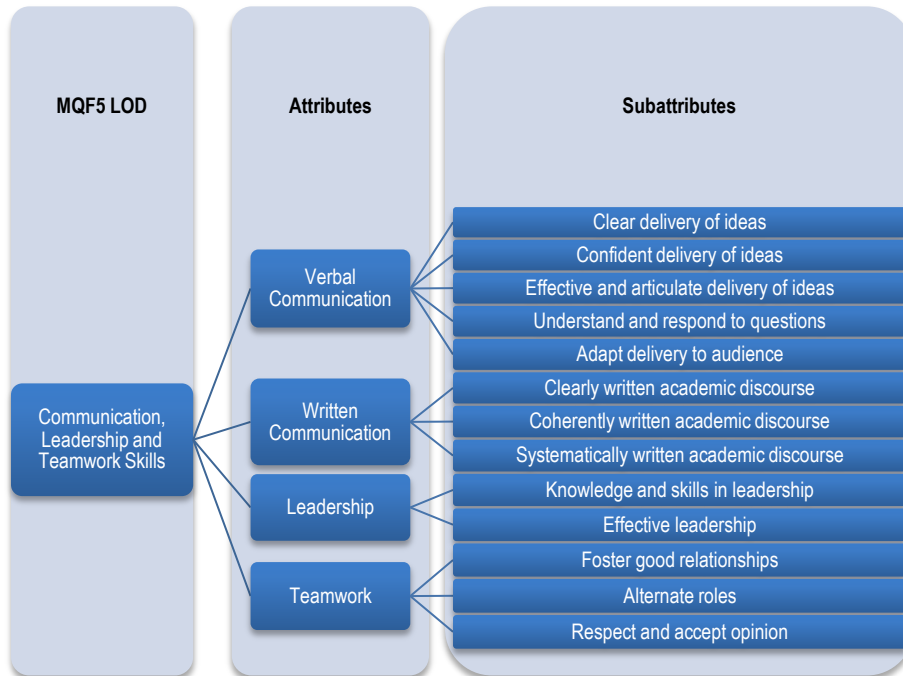 MQF5 LOD
Attributes
Subattributes
Communication,
Leadership and
Teamwork Skills
Verbal
Communication
Clear delivery of ideas
Confident delivery of ideas
Effective and articulate delivery of ideas
Understand and respond to questions
Adapt delivery to audience
Written
Communication
Clearly written academic discourse
Coherently written academic discourse
Systematically written academic discourse
Leadership
Knowledge and skills in leadership
Effective leadership
Teamwork
Foster good relationships
Alternate roles
Respect and accept opinion